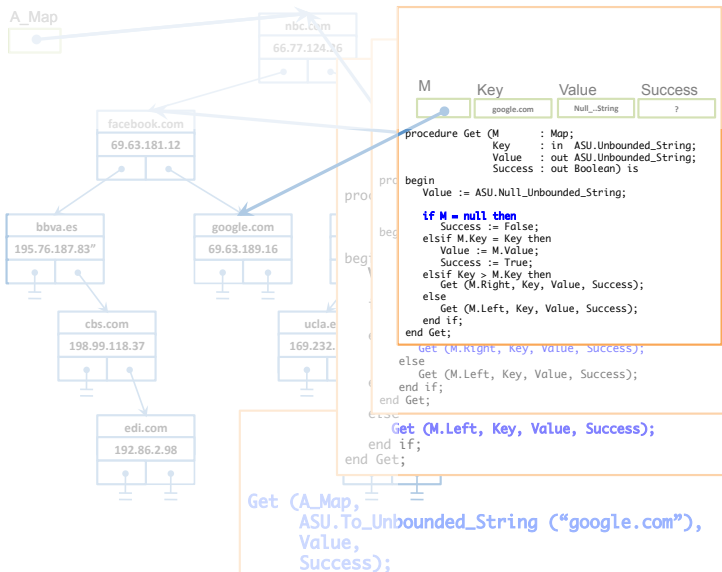 A_Map
nbc.com
66.77.124.26
M Key Value Success
google.com Null_..String ?
facebook.com
69.63.181.12
procedure Get (M : Map;
Key : in ASU.Unbounded_String;
Value : out ASU.Unbounded_String;
Success : out Boolean) is
begin
Value := ASU.Null_Unbounded_String;
if M = null then
Success := False;
elsif M.Key = Key then
Value := M.Value;
Success := True;
elsif Key > M.Key then
Get (M.Right, Key, Value, Success);
else
Get (M.Left, Key, Value, Success);
end if;
end Get;
bbva.es
195.76.187.83”
google.com
69.63.189.16
cbs.com
198.99.118.37
ucla.e
169.232.
edi.com
192.86.2.98
pro
beg
proc
begi
Get (M.Right, Key, Value, Success);
else
Get (M.Left, Key, Value, Success);
end if;
end Get;
else
Get (M.Left, Key, Value, Success);
end if;
end Get;
Get (A_Map,
ASU.To_Unbounded_String (“google.com”),
Value,
Success);